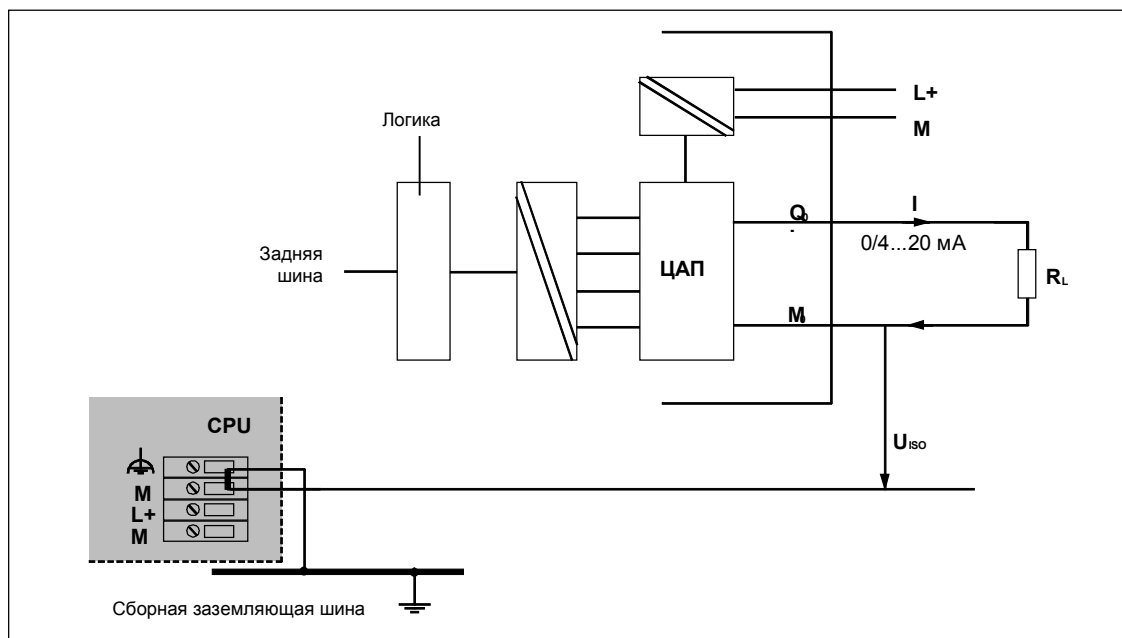 L+
M
Логика
Q0
I
0/4...20 мА
Задняя
шина
ЦАП
RL
M0
CPU
UISO
M
L+
M
Сборная заземляющая шина